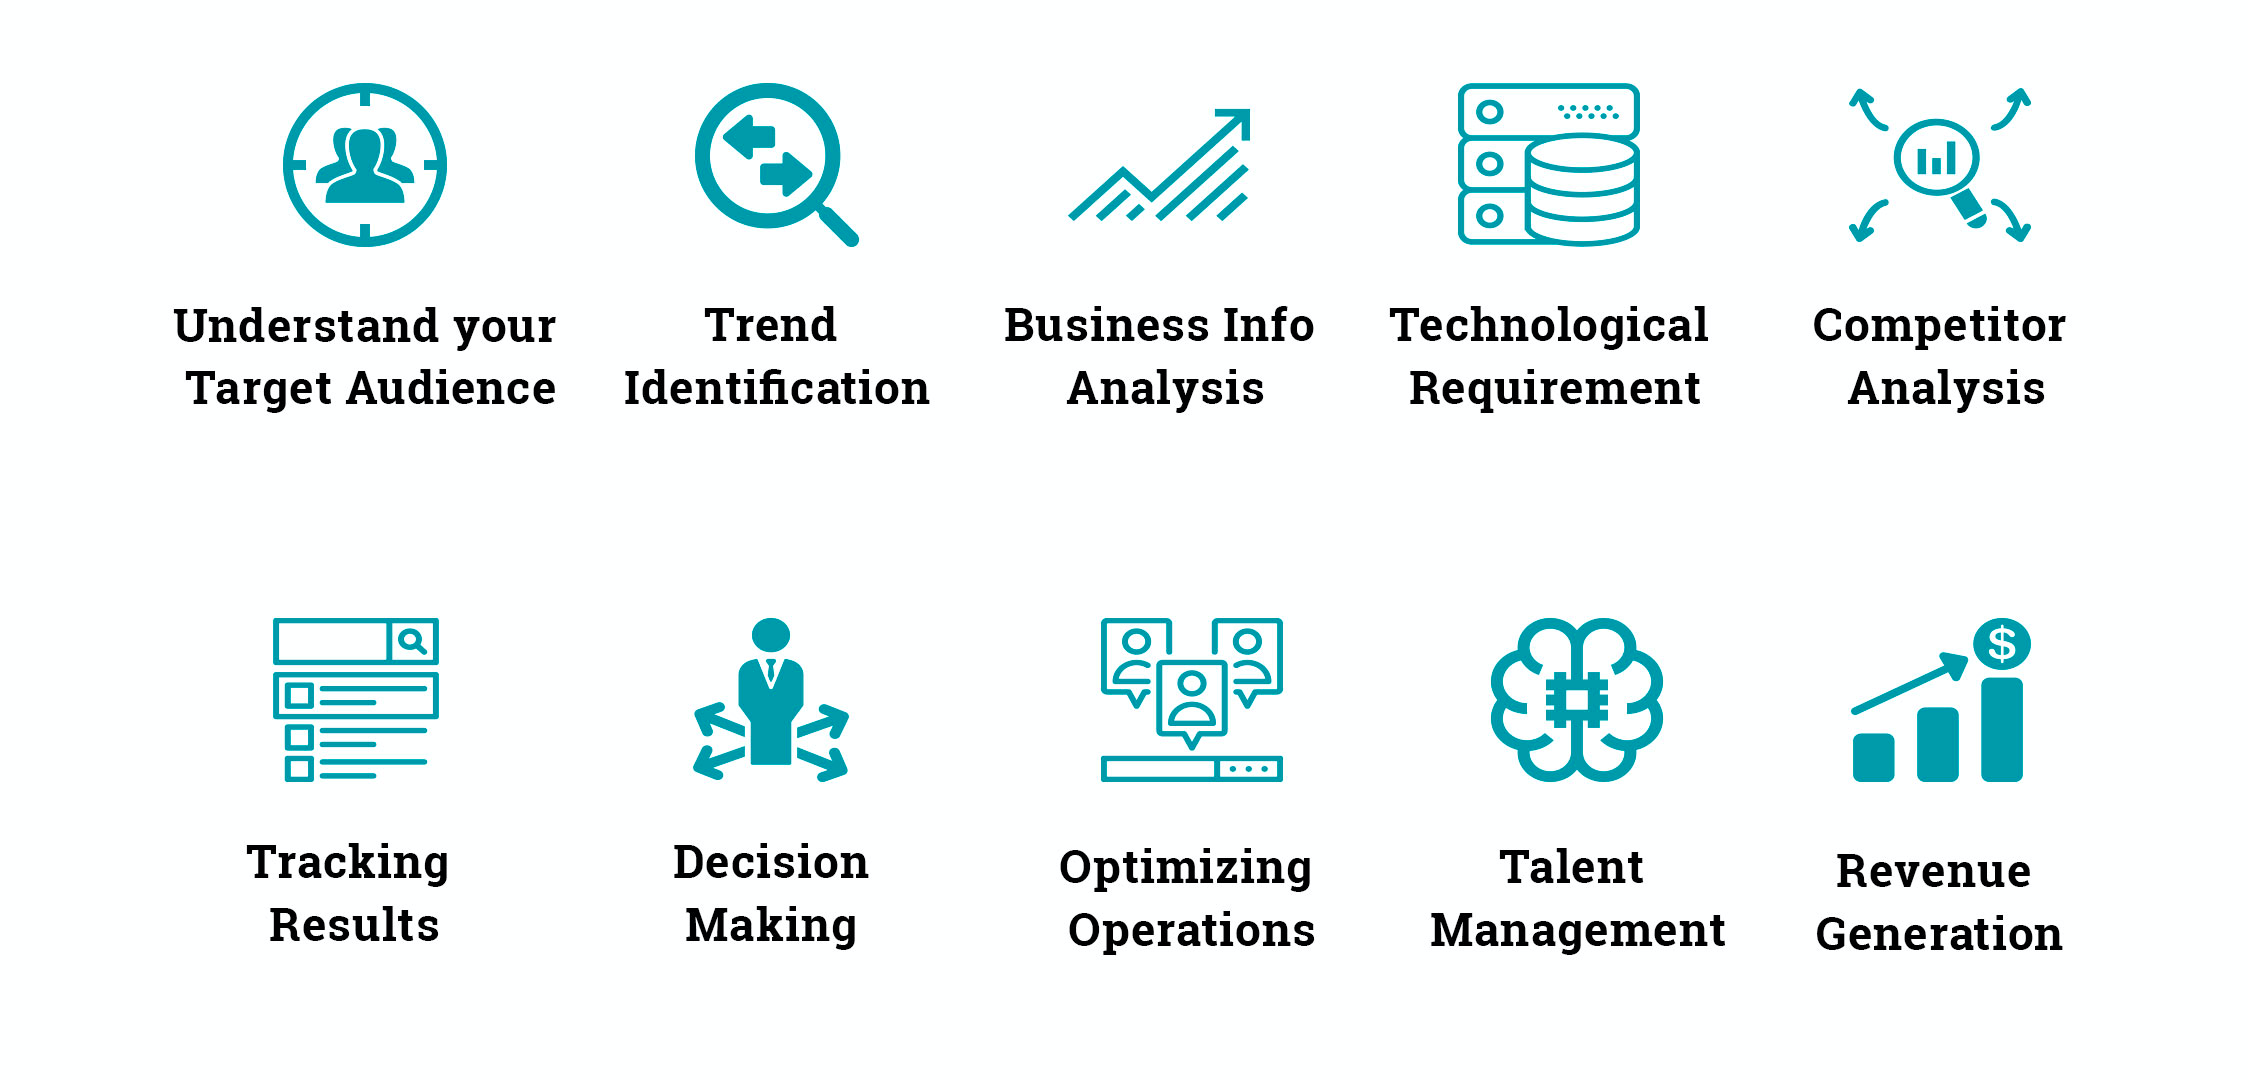 Understand your
Target Audience
Trend
Identification
Business Info
Analysis
Technological
Requirement
Competitor
Analysis
Tracking
Results
Decision
Making
Optimizing
Operations
Talent
Management
$
Revenue
Generation